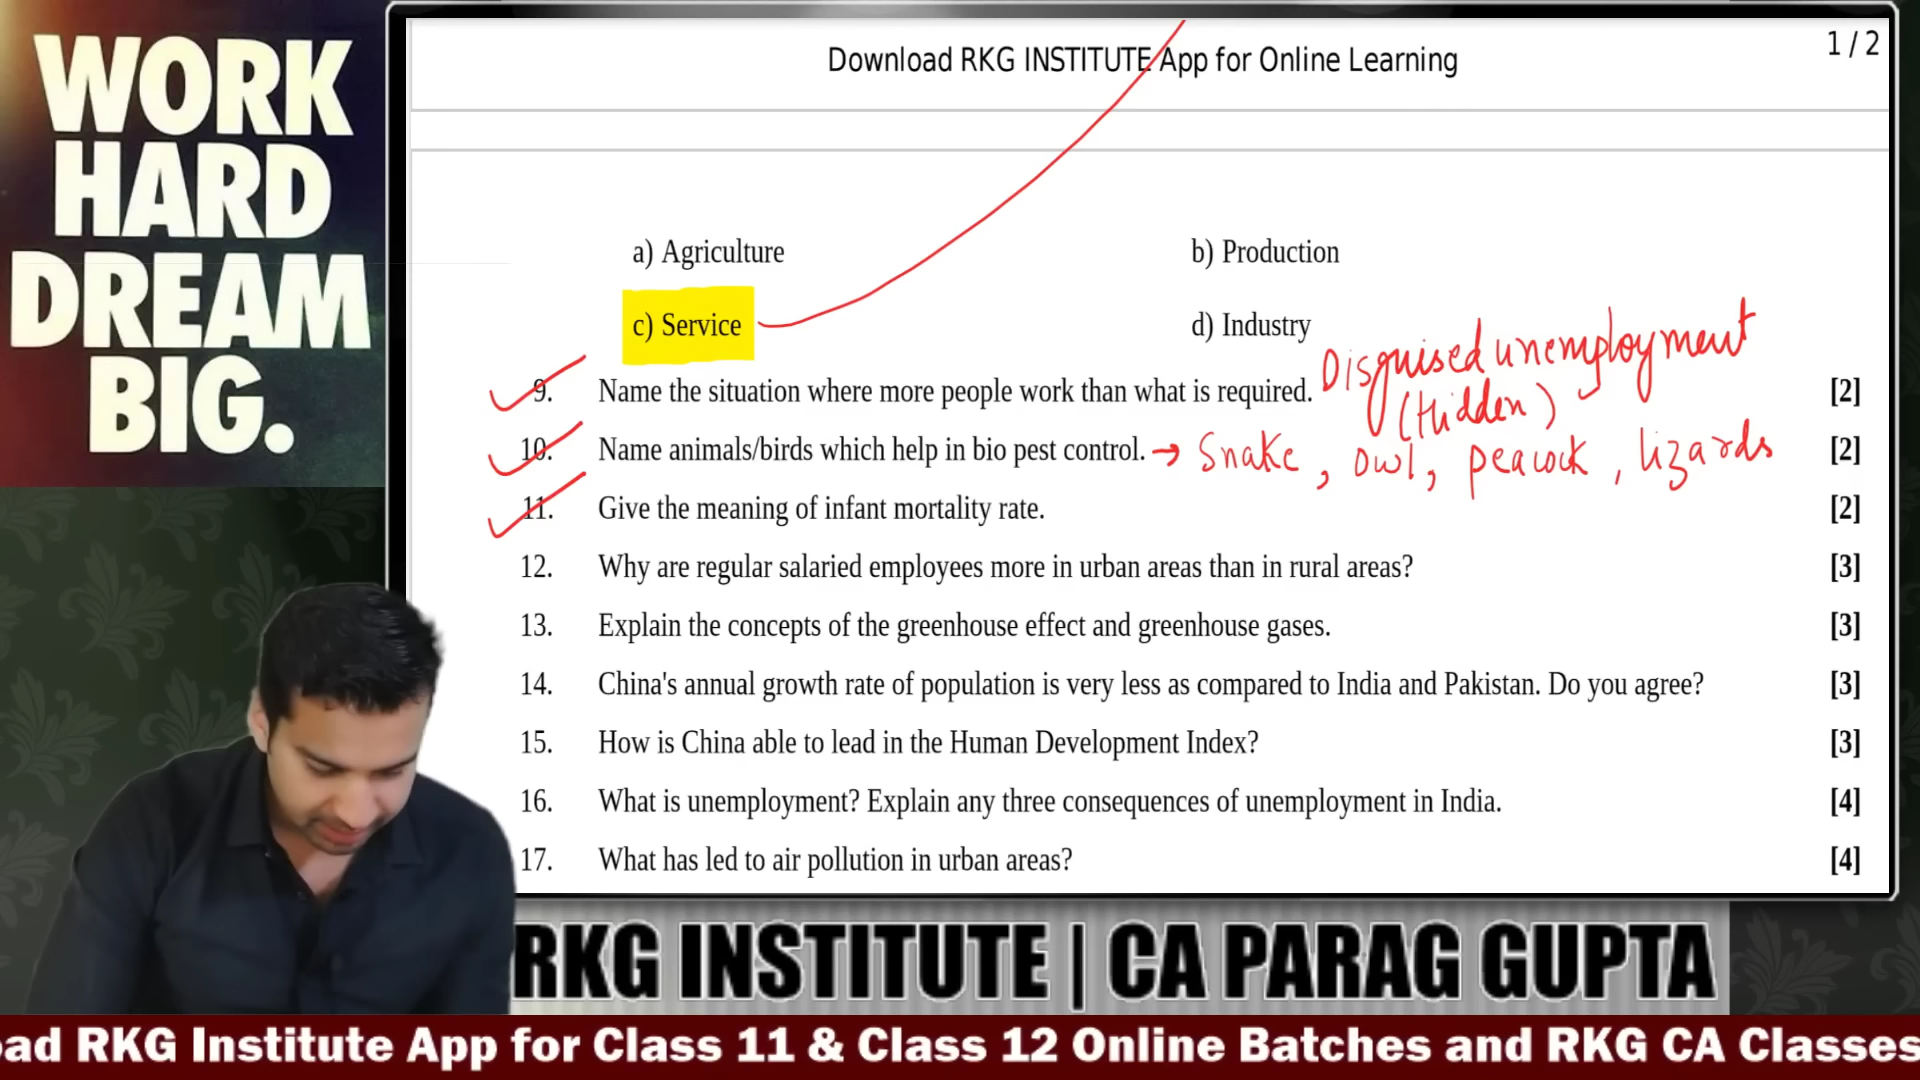 WORK
HARD
DREAM
BIG.
Download RKG INSTITUTE App for Online Learning
1 / 2
a) Agriculture
b) Production
c) Service
d) Industry
Disguised unemployment
(Hidden)
9. Name the situation where more people work than what is required. [2]
10. Name animals/birds which help in bio pest control. → Snake, owl, peacock, lizards [2]
11. Give the meaning of infant mortality rate. [2]
12. Why are regular salaried employees more in urban areas than in rural areas? [3]
13. Explain the concepts of the greenhouse effect and greenhouse gases. [3]
14. China's annual growth rate of population is very less as compared to India and Pakistan. Do you agree? [3]
15. How is China able to lead in the Human Development Index? [3]
16. What is unemployment? Explain any three consequences of unemployment in India. [4]
17. What has led to air pollution in urban areas? [4]
RKG INSTITUTE | CA PARAG GUPTA
oad RKG Institute App for Class 11 & Class 12 Online Batches and RKG CA Classes